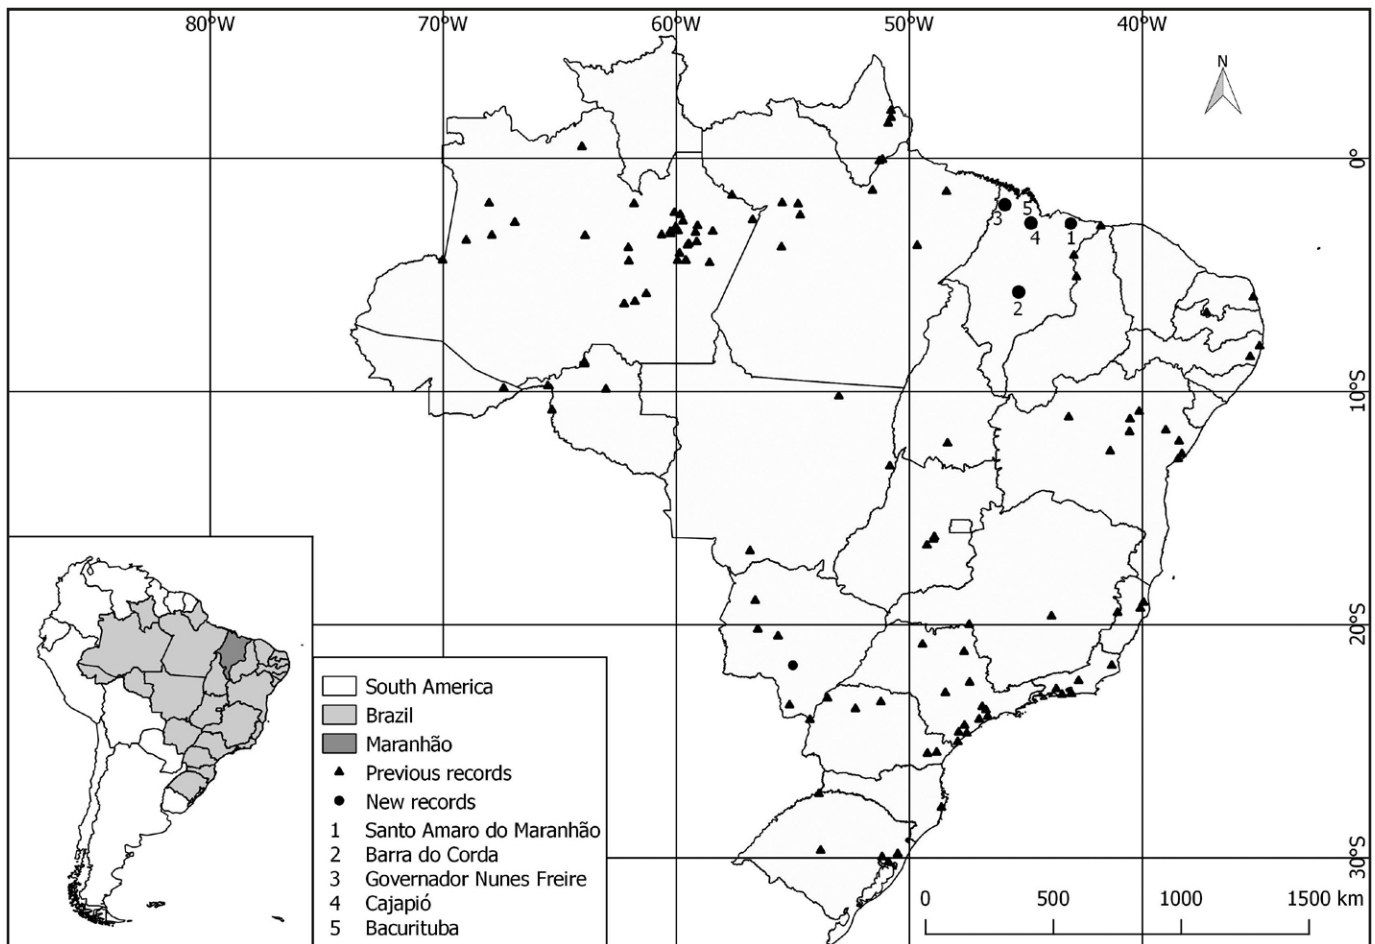 80°W 70°W 60°W 50°W 40°W
N
0°
3
5
4
1
2
10°S
20°S
30°S
South America
Brazil
Maranhão
Previous records
New records
1 Santo Amaro do Maranhão
2 Barra do Corda
3 Governador Nunes Freire
4 Cajapió
5 Bacurituba
0 500 1000 1500 km